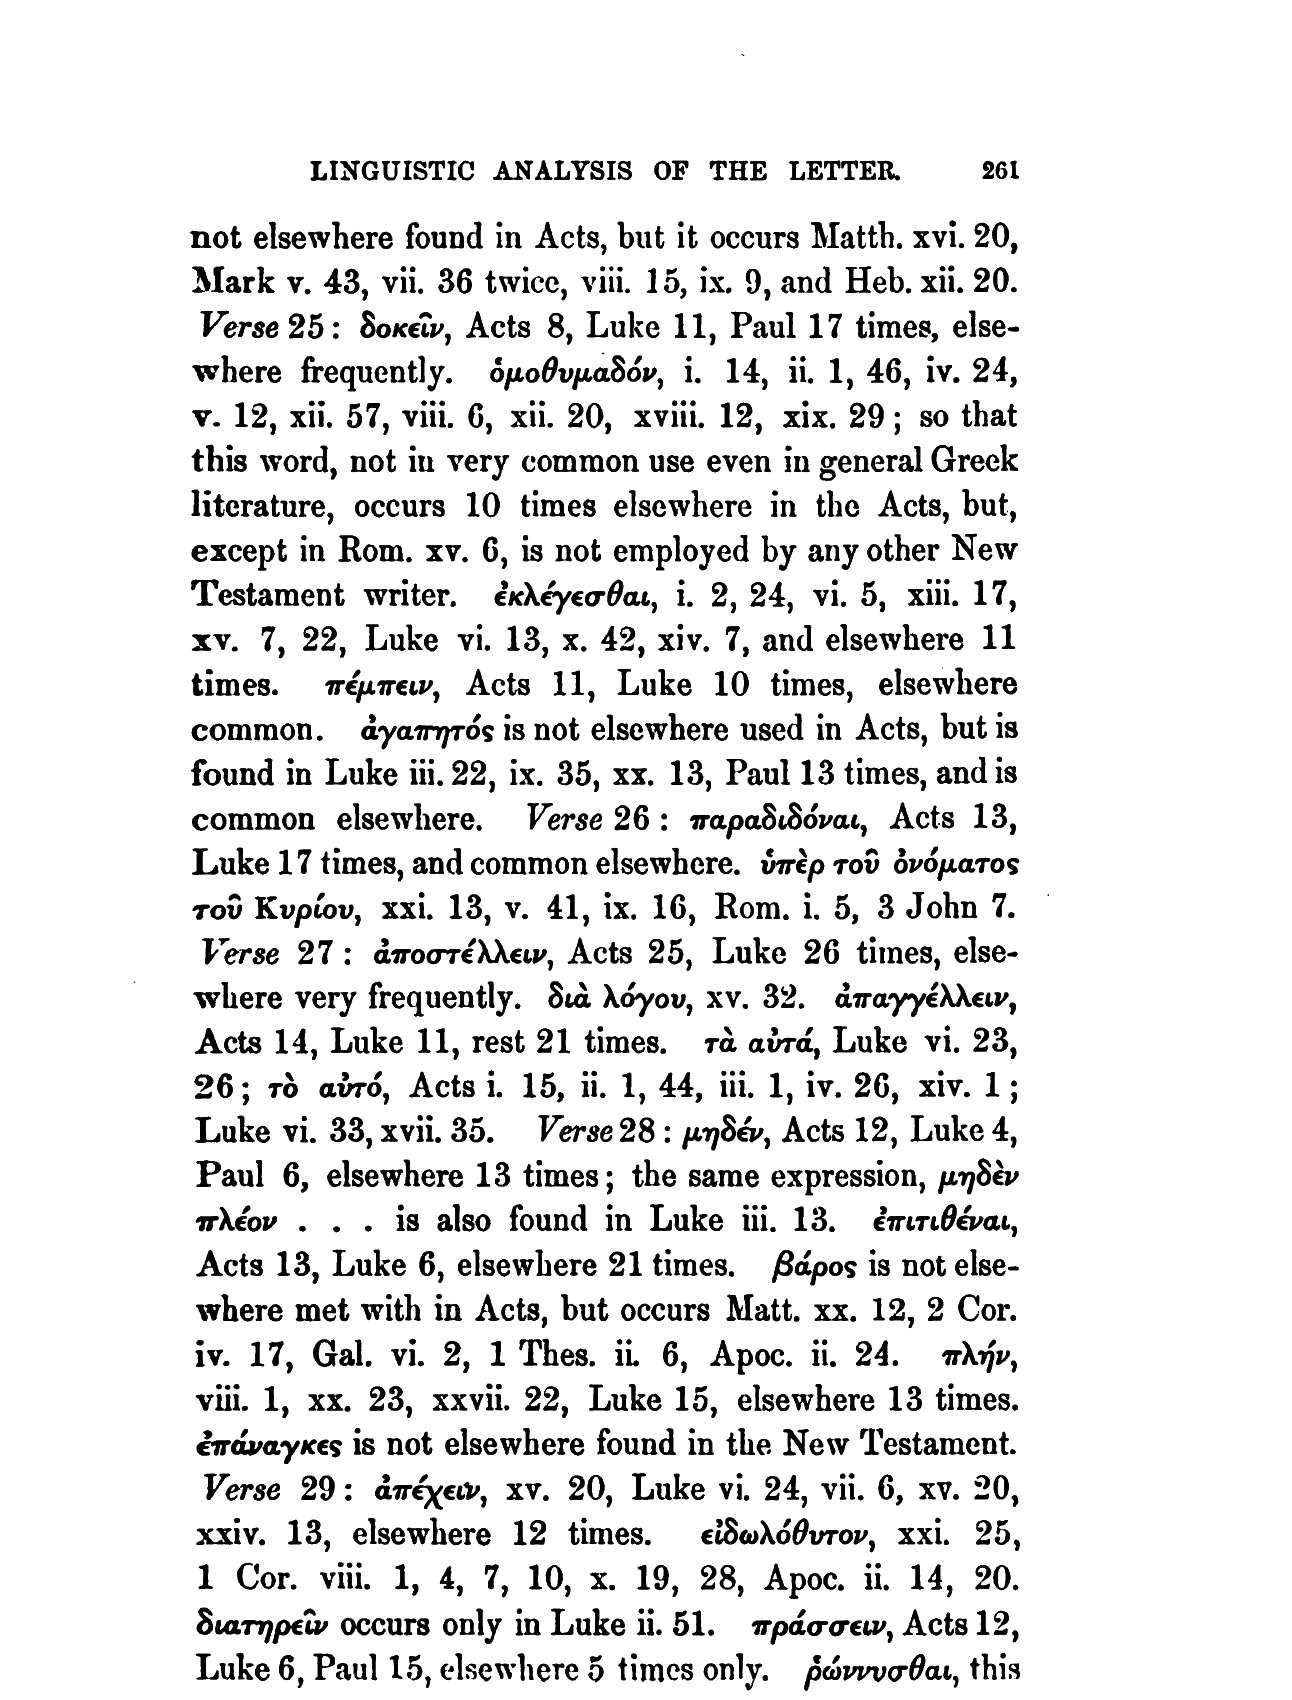 LINGUISTIC ANALYSIS OF THE LETTER. 261
not elsewhere found in Acts, but it occurs Matth. xvi. 20,
Mark v. 43, vii. 36 twice, viii. 15, ix. 9, and Heb. xii. 20.
Verse 25 : δοκεῖν, Acts 8, Luke 11, Paul 17 times, else-
where frequently. ὁμοθυμαδόν, i. 14, ii. 1, 46, iv. 24,
v. 12, xii. 57, viii. 6, xii. 20, xviii. 12, xix. 29 ; so that
this word, not in very common use even in general Greek
literature, occurs 10 times elsewhere in the Acts, but,
except in Rom. xv. 6, is not employed by any other New
Testament writer. ἐκλέγεσθαι, i. 2, 24, vi. 5, xiii. 17,
xv. 7, 22, Luke vi. 13, x. 42, xiv. 7, and elsewhere 11
times. πέμπειν, Acts 11, Luke 10 times, elsewhere
common. ἀγαπητός is not elsewhere used in Acts, but is
found in Luke iii. 22, ix. 35, xx. 13, Paul 13 times, and is
common elsewhere. Verse 26 : παραδιδόναι, Acts 13,
Luke 17 times, and common elsewhere. ὑπὲρ τοῦ ὀνόματος
τοῦ Κυρίου, xxi. 13, v. 41, ix. 16, Rom. i. 5, 3 John 7.
Verse 27 : ἀποστέλλειν, Acts 25, Luke 26 times, else-
where very frequently. διὰ λόγου, xv. 32. ἀπαγγέλλειν,
Acts 14, Luke 11, rest 21 times. τὰ αὐτά, Luke vi. 23,
26 ; τὸ αὐτό, Acts i. 15, ii. 1, 44, iii. 1, iv. 26, xiv. 1 ;
Luke vi. 33, xvii. 35. Verse 28 : μηδέν, Acts 12, Luke 4,
Paul 6, elsewhere 13 times ; the same expression, μηδὲν
πλέον . . . is also found in Luke iii. 13. ἐπιτιθέναι,
Acts 13, Luke 6, elsewhere 21 times. βάρος is not else-
where met with in Acts, but occurs Matt. xx. 12, 2 Cor.
iv. 17, Gal. vi. 2, 1 Thes. ii. 6, Apoc. ii. 24. πλήν,
viii. 1, xx. 23, xxvii. 22, Luke 15, elsewhere 13 times.
ἐπάναγκες is not elsewhere found in the New Testament.
Verse 29 : ἀπέχειν, xv. 20, Luke vi. 24, vii. 6, xv. 20,
xxiv. 13, elsewhere 12 times. εἰδωλόθυτον, xxi. 25,
1 Cor. viii. 1, 4, 7, 10, x. 19, 28, Apoc. ii. 14, 20.
διατηρεῖν occurs only in Luke ii. 51. πράσσειν, Acts 12,
Luke 6, Paul 15, elsewhere 5 times only. ῥώννυσθαι, this